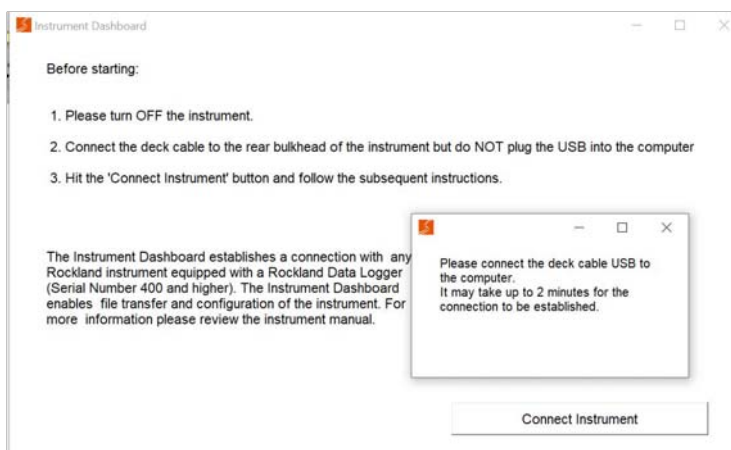 Instrument Dashboard
Before starting:
1. Please turn OFF the instrument.
2. Connect the deck cable to the rear bulkhead of the instrument but do NOT plug the USB into the computer
3. Hit the 'Connect Instrument' button and follow the subsequent instructions.
The Instrument Dashboard establishes a connection with any
Rockland instrument equipped with a Rockland Data Logger
(Serial Number 400 and higher). The Instrument Dashboard
enables file transfer and configuration of the instrument. For
more information please review the instrument manual.
Please connect the deck cable USB to
the computer.
It may take up to 2 minutes for the
connection to be established.
Connect Instrument